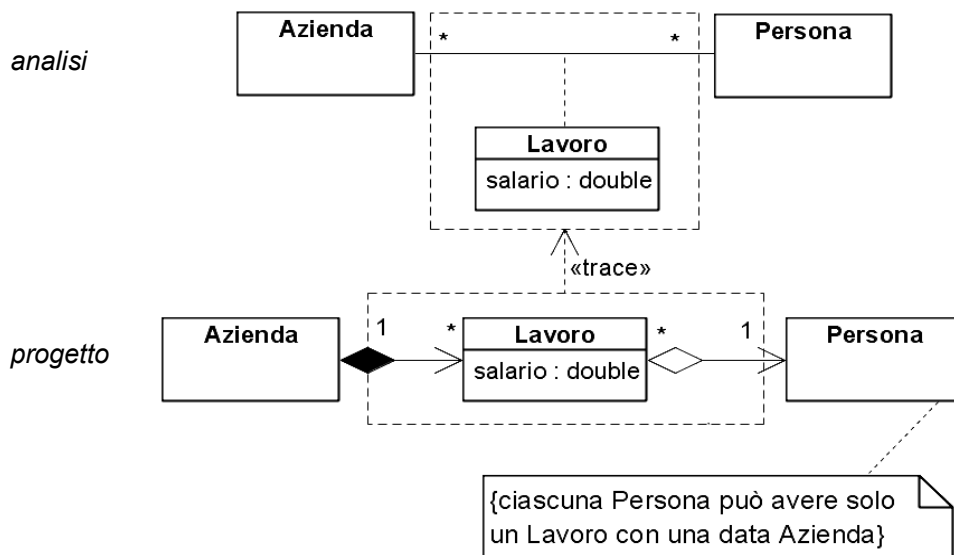 Azienda
Persona
analisi
*
*
Lavoro
salario : double
«trace»
Azienda
1
*
Lavoro
*
1
Persona
progetto
salario : double
{ciascuna Persona può avere solo
un Lavoro con una data Azienda}